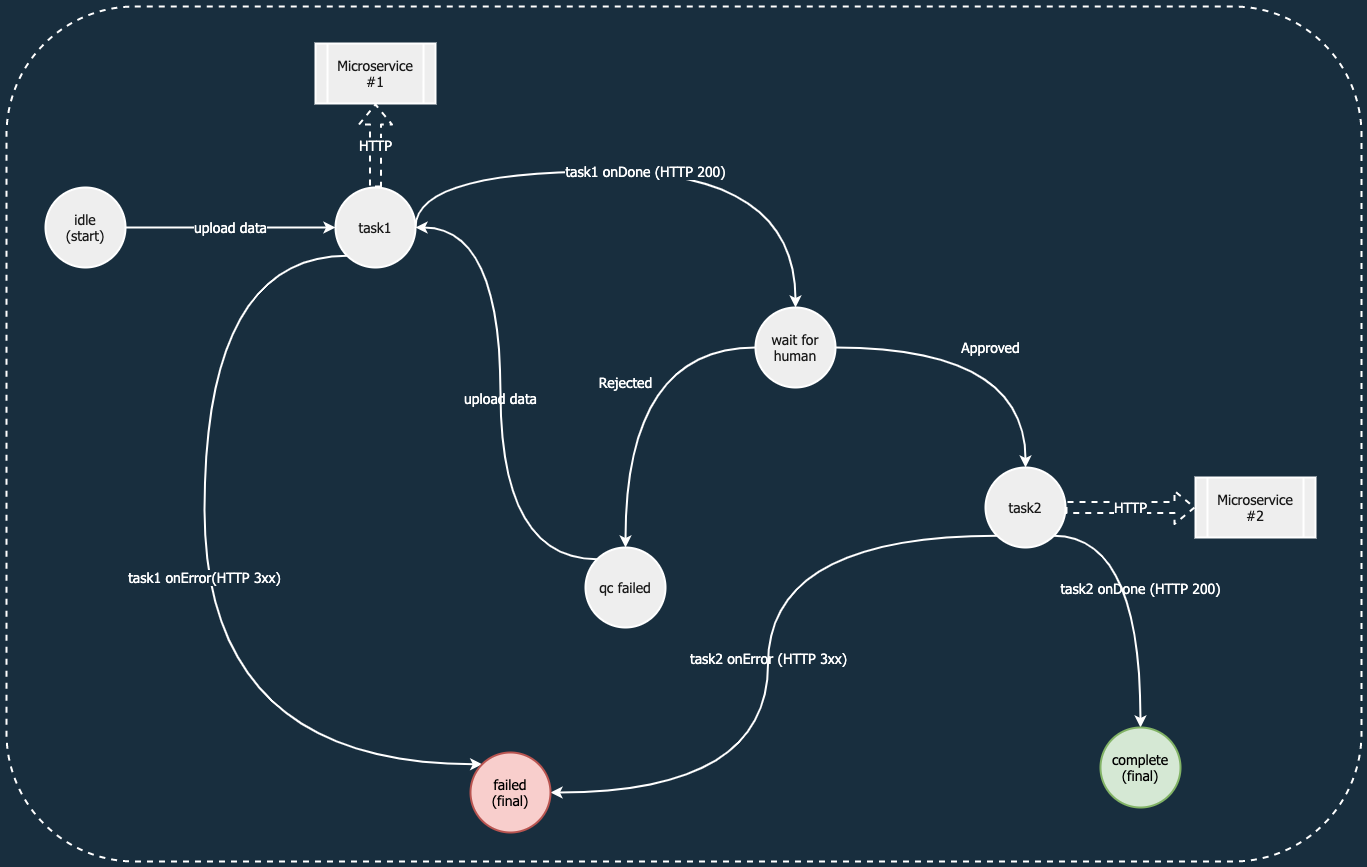 Microservice
#1
HTTP
task1 onDone (HTTP 200)
idle
(start)
upload data
task1
wait for
human
Approved
Rejected
upload data
task2
HTTP
Microservice
#2
task1 onError(HTTP 3xx)
qc failed
task2 onDone (HTTP 200)
task2 onError (HTTP 3xx)
complete
(final)
failed
(final)